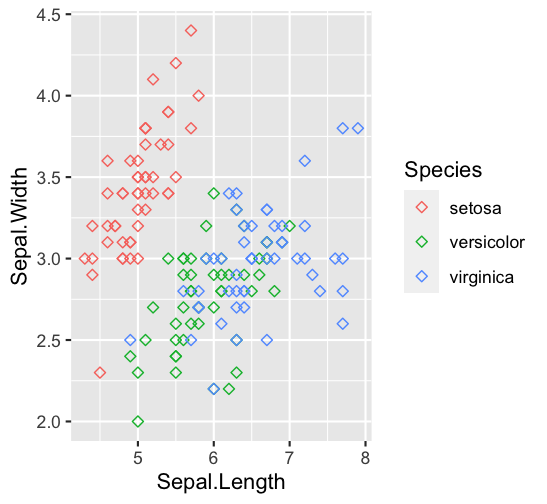 4.5
4.0
3.5
3.0
2.5
2.0
Sepal.Width
5 6 7 8
Sepal.Length
Species
setosa
versicolor
virginica